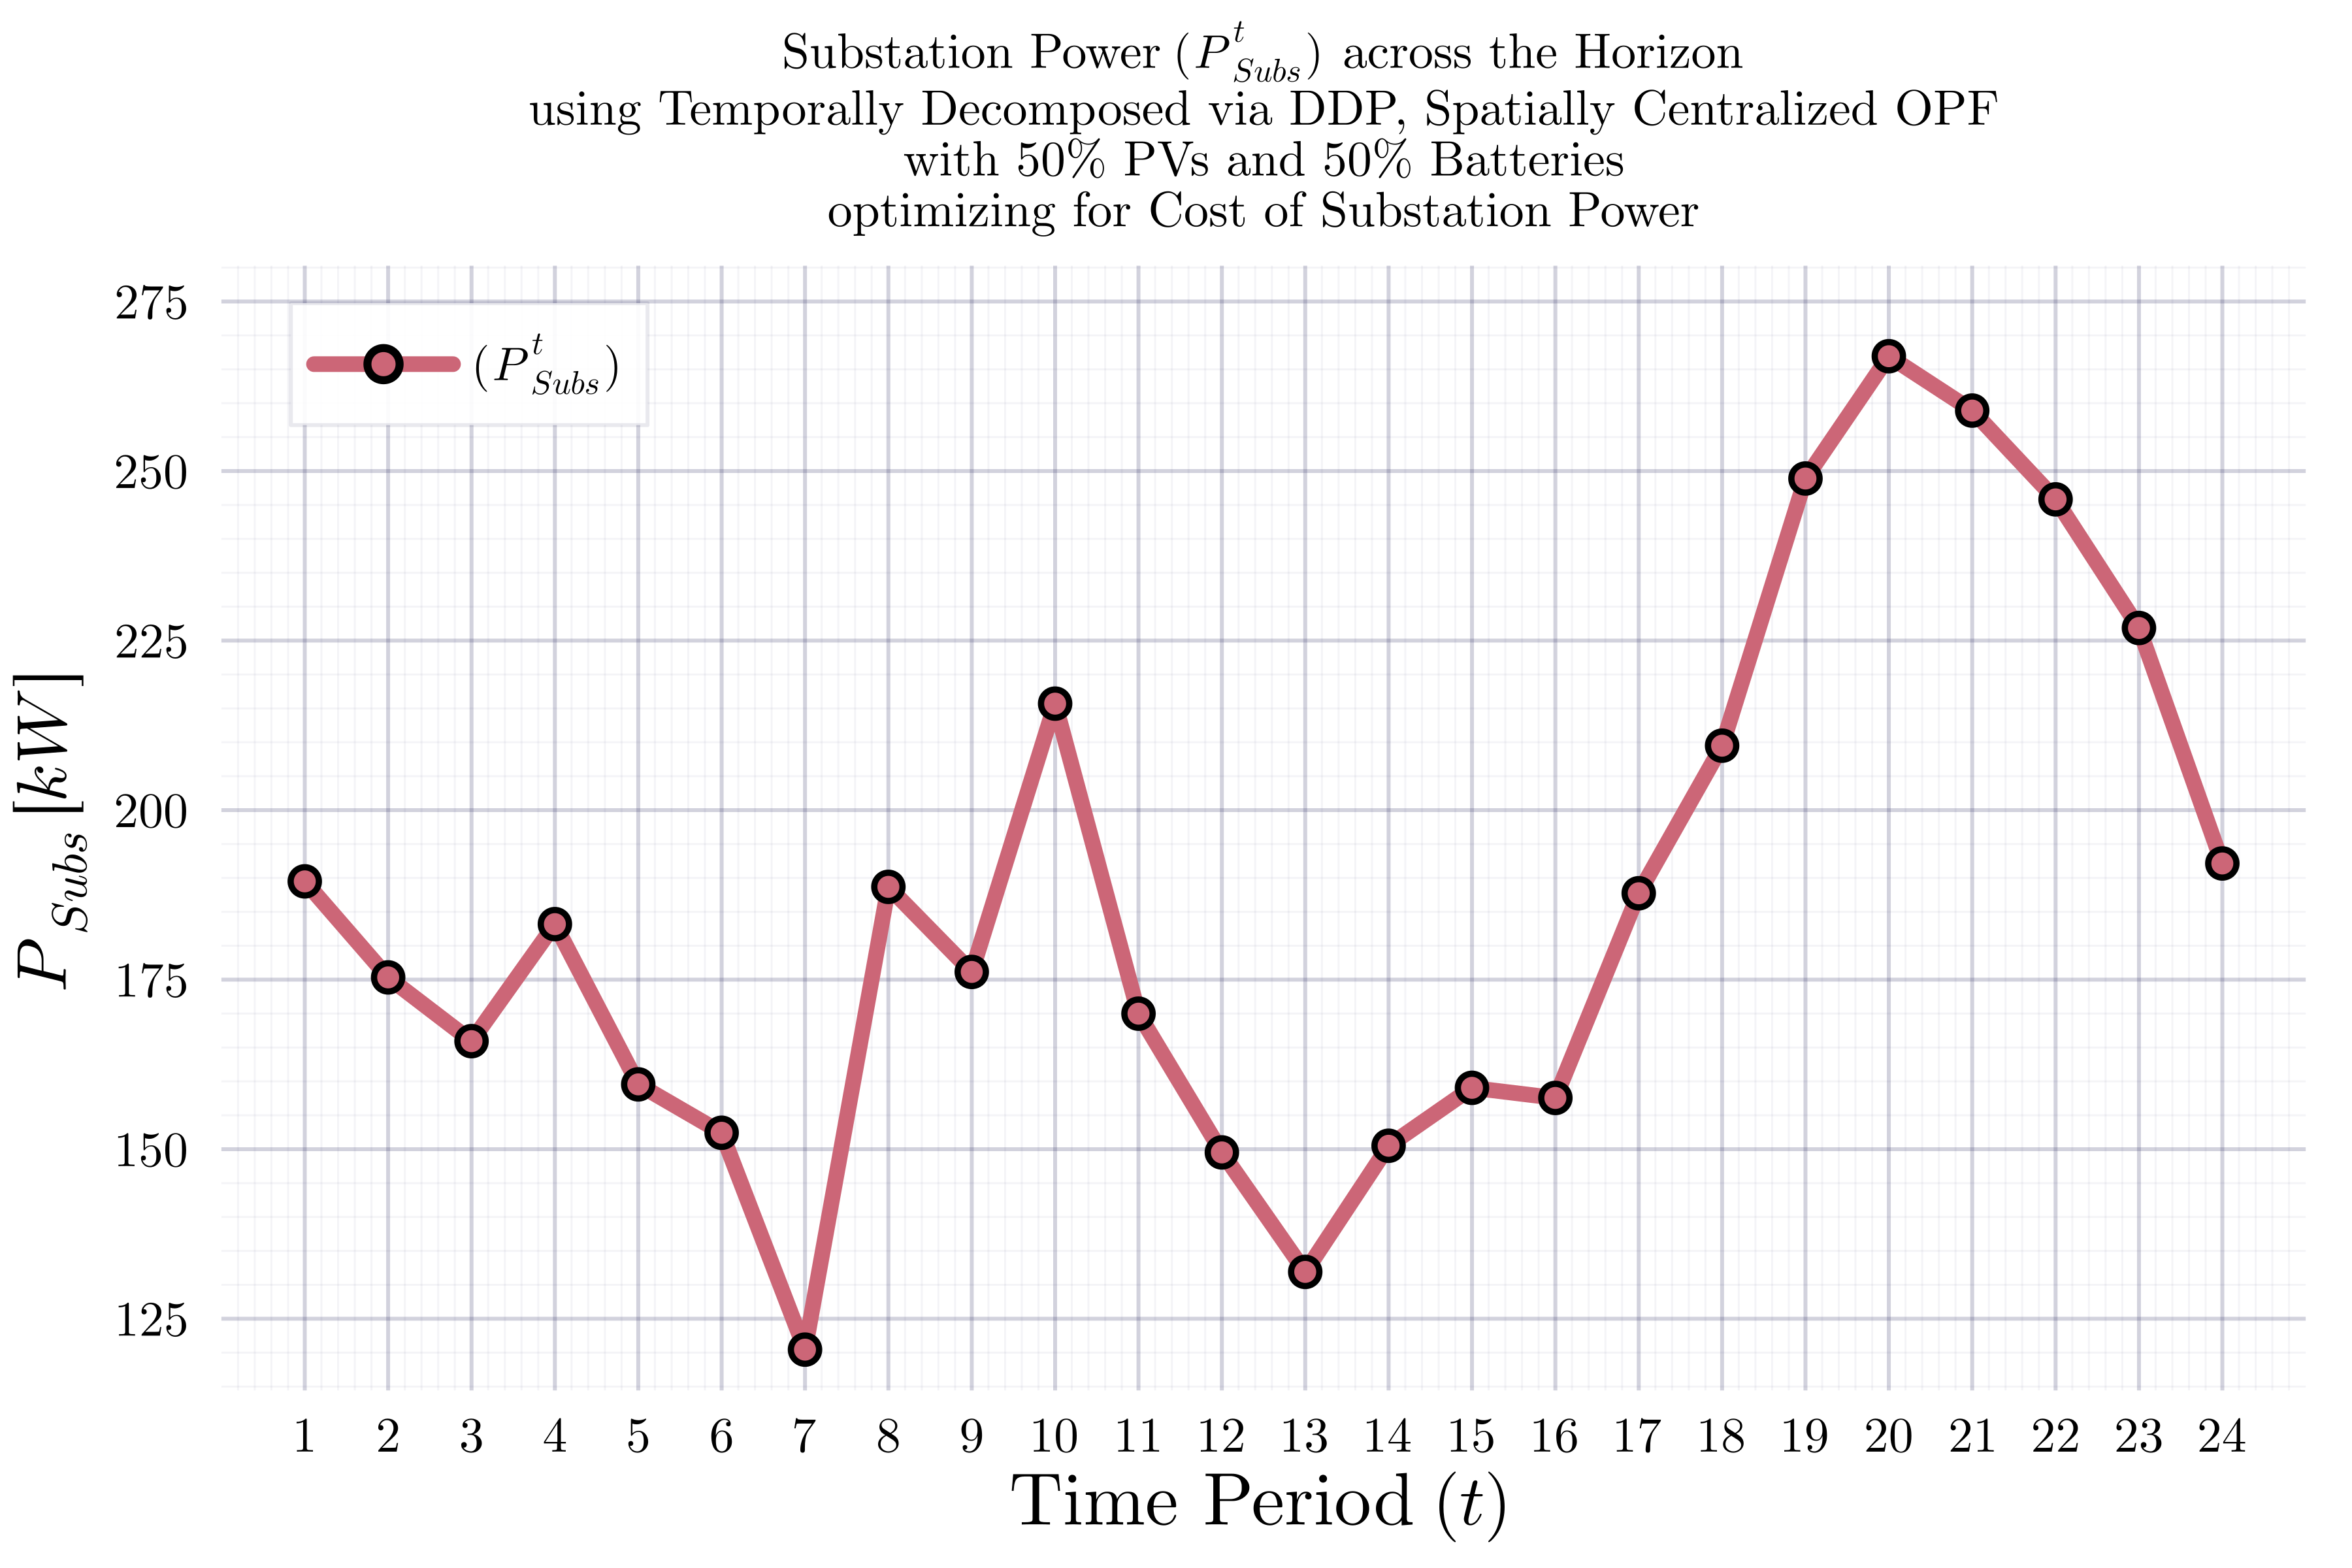 Substation Power (P^t_Subs) across the Horizon
using Temporally Decomposed via DDP, Spatially Centralized OPF
with 50% PVs and 50% Batteries
optimizing for Cost of Substation Power
(P^t_Subs)
275
250
225
200
175
150
125
P_Subs [kW]
1 2 3 4 5 6 7 8 9 10 11 12 13 14 15 16 17 18 19 20 21 22 23 24
Time Period (t)